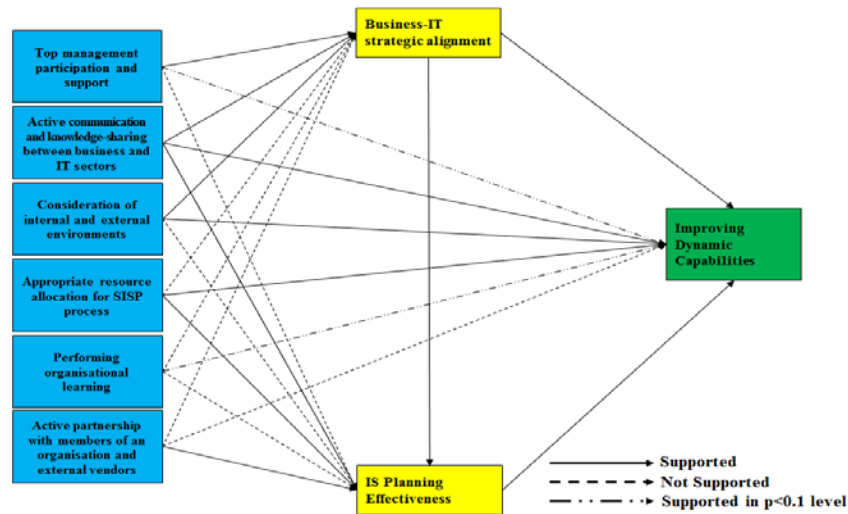 Business-IT
strategic alignment
Top management
participation and
support
Active communication
and knowledge-sharing
between business and
IT sectors
Consideration of
internal and external
environments
Improving
Dynamic
Capabilities
Appropriate resource
allocation for SISP
process
Performing
organisational
learning
Active partnership
with members of an
organisation and
external vendors
IS Planning
Effectiveness
Supported
Not Supported
Supported in p<0.1 level